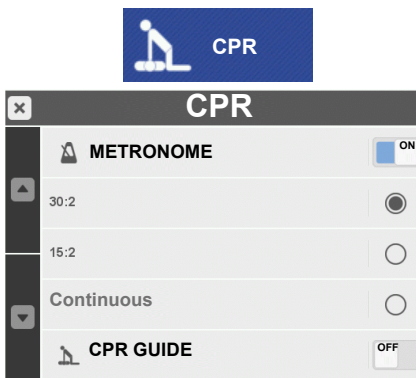 CPR
CPR
METRONOME
ON
30:2
15:2
Continuous
CPR GUIDE
OFF